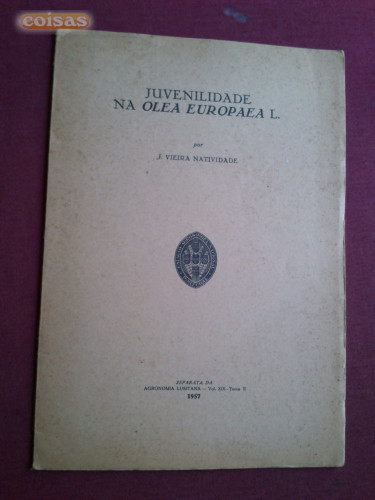 coisas
JUVENILIDADE
NA OLEA EUROPAEA L.
por
J. VIEIRA NATIVIDADE
SEPARATA DA
AGRONOMIA LUSITANA – Vol. XIX - Tomo II
1957